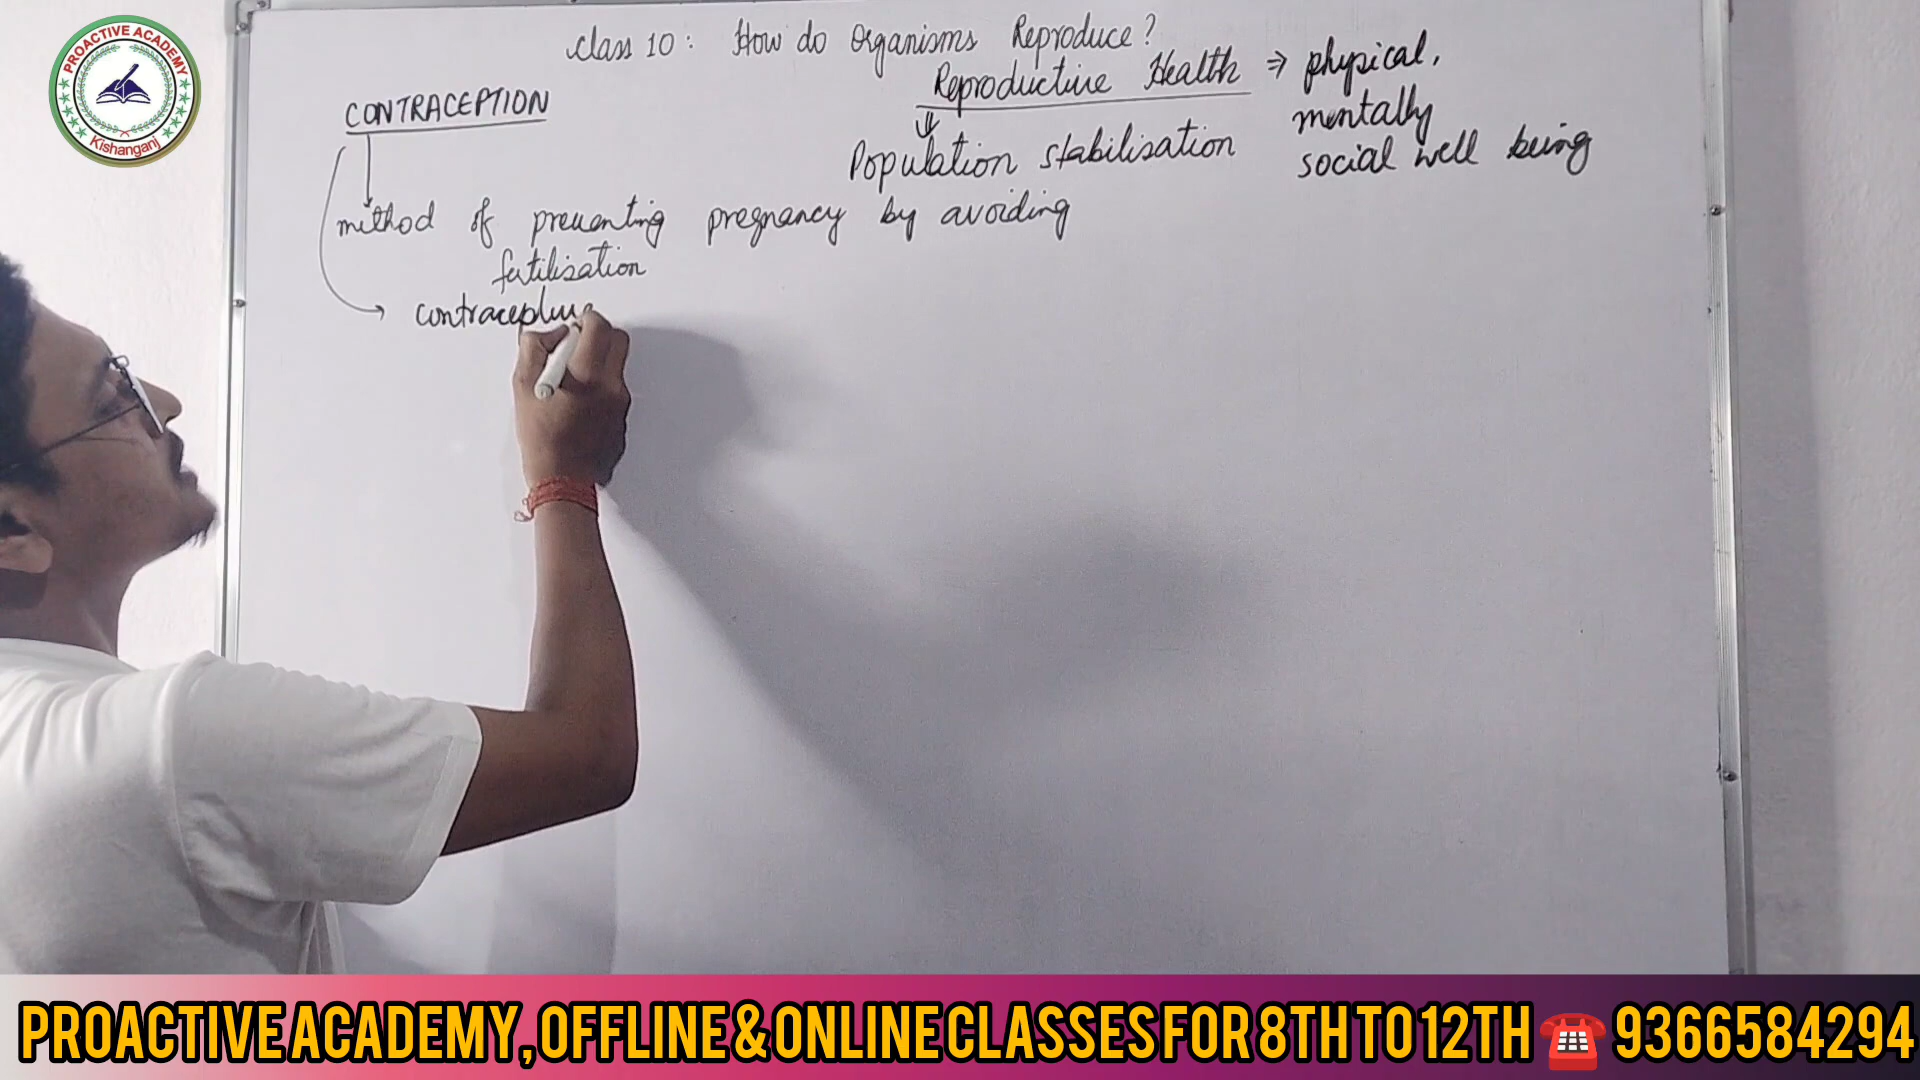 PROACTIVE ACADEMY
Kishanganj
Class 10: How do Organisms Reproduce?
Reproductive Health ⇒ physical,
mentally
social well being
⇓
Population stabilisation
CONTRACEPTION
method of preventing pregnancy by avoiding
fertilisation
→ contraceptive
PROACTIVE ACADEMY, OFFLINE & ONLINE CLASSES FOR 8TH TO 12TH ☎ 9366584294